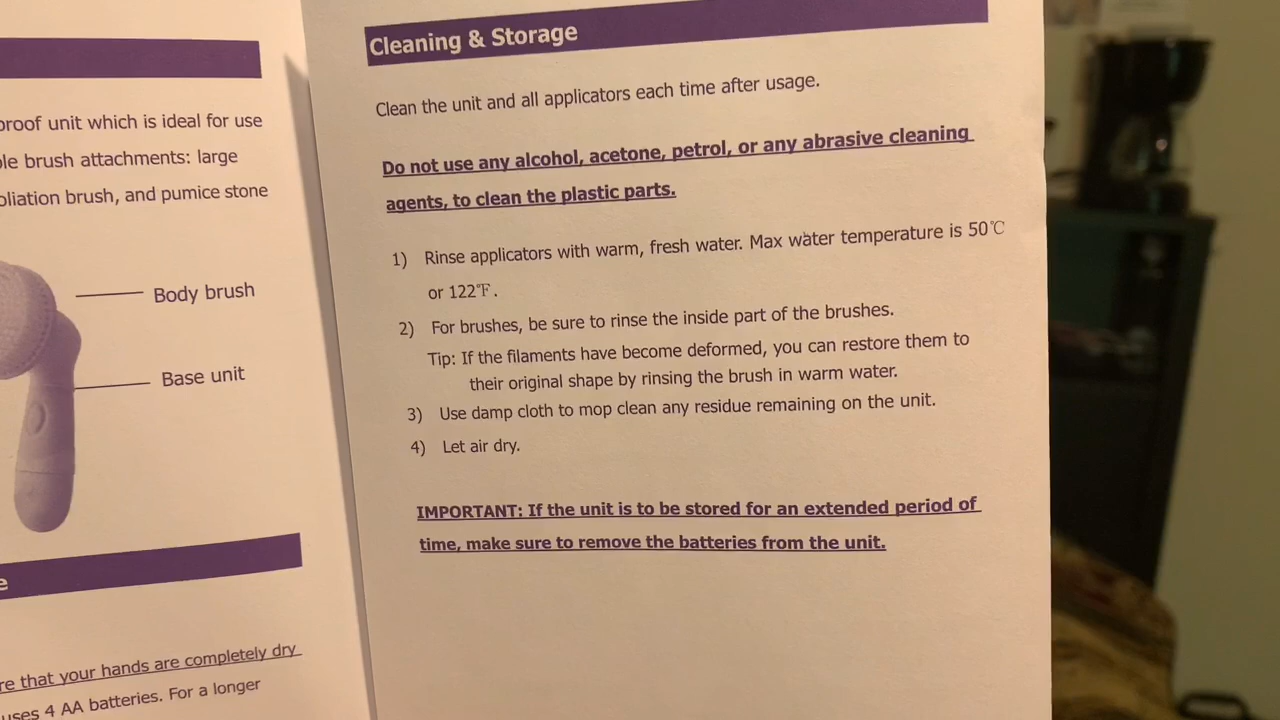 proof unit which is ideal for use
brush attachments: large
brush, and pumice stone
Body brush
Base unit
that your hands are completely dry
uses 4 AA batteries. For a longer
Cleaning & Storage
Clean the unit and all applicators each time after usage.
Do not use any alcohol, acetone, petrol, or any abrasive cleaning
agents, to clean the plastic parts.
1) Rinse applicators with warm, fresh water. Max water temperature is 50℃
or 122℉.
2) For brushes, be sure to rinse the inside part of the brushes.
Tip: If the filaments have become deformed, you can restore them to
their original shape by rinsing the brush in warm water.
3) Use damp cloth to mop clean any residue remaining on the unit.
4) Let air dry.
IMPORTANT: If the unit is to be stored for an extended period of
time, make sure to remove the batteries from the unit.